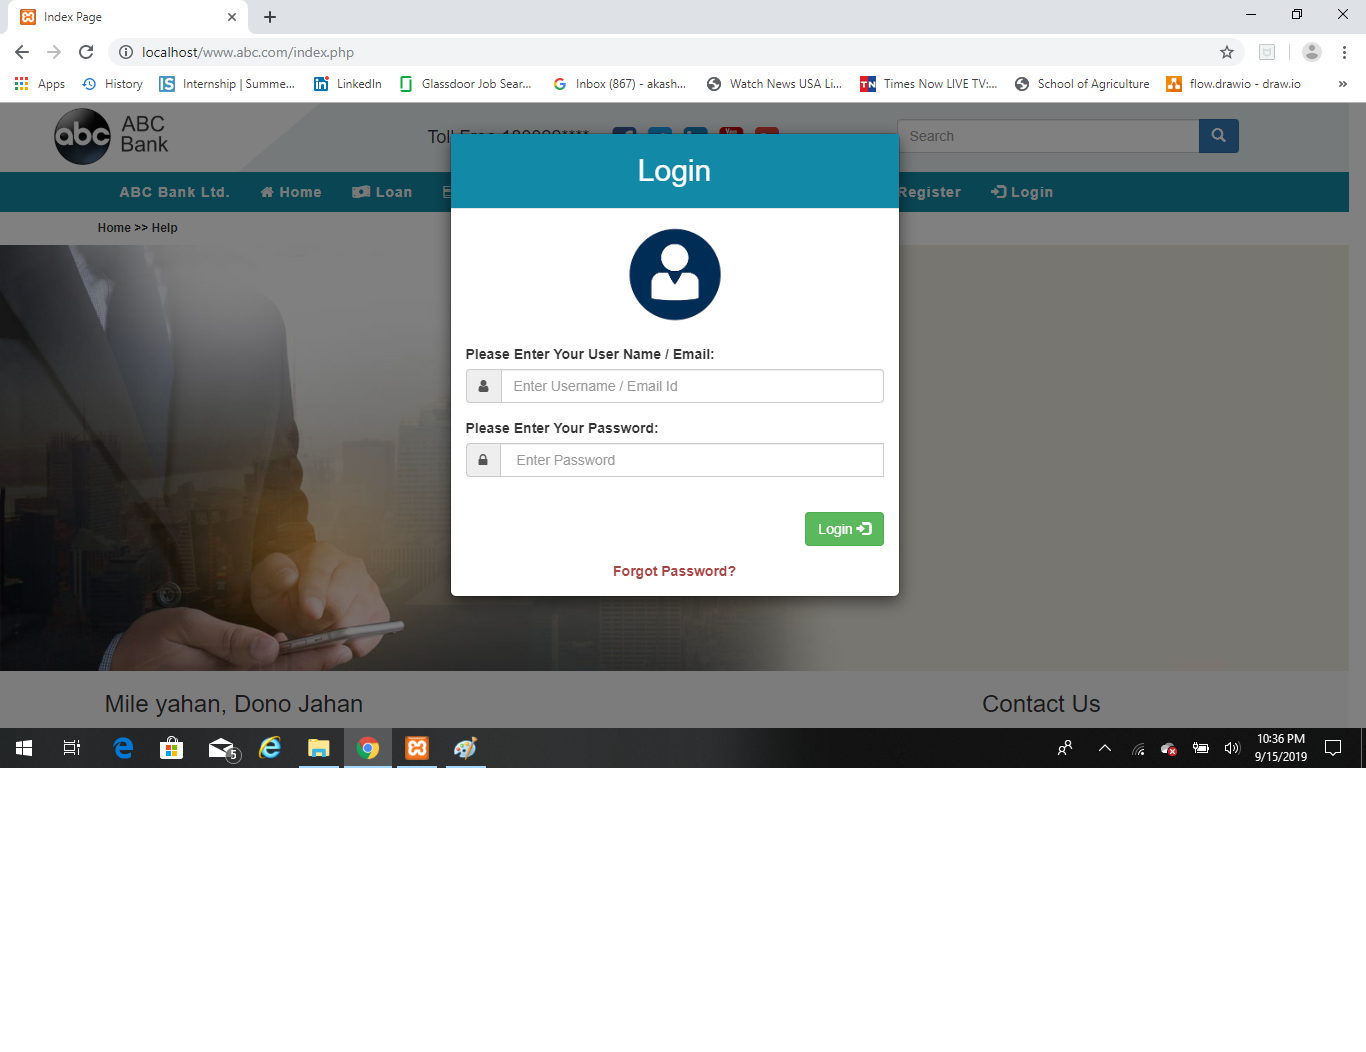 Index Page
localhost/www.abc.com/index.php
Apps History Internship | Summe... LinkedIn Glassdoor Job Sear... Inbox (867) - akash... Watch News USA Li... Times Now LIVE TV:... School of Agriculture flow.drawio - draw.io »
abc ABC
Bank
Search
ABC Bank Ltd. Home Loan Register Login
Home >> Help
Login
Please Enter Your User Name / Email:
Enter Username / Email Id
Please Enter Your Password:
Enter Password
Login
Forgot Password?
Mile yahan, Dono Jahan
Contact Us
5
10:36 PM
9/15/2019